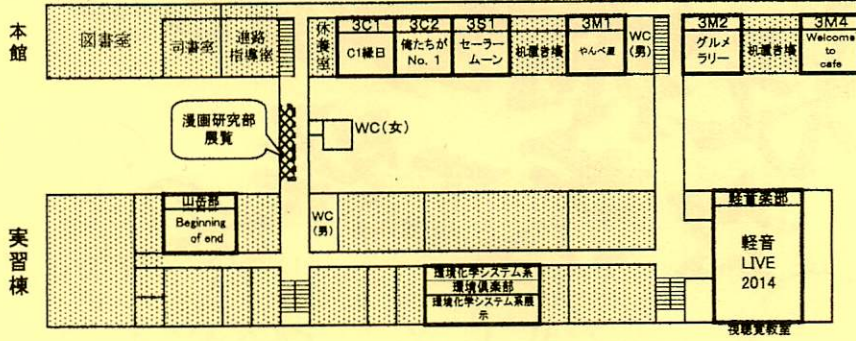 本館
図書室
司書室
進路
指導室
休養室
3C1
C1縁日
3C2
俺たちが
No. 1
3S1
セーラー
ムーン
机置き場
3M1
やんべ屋
WC
(男)
3M2
グルメ
ラリー
机置き場
3M4
Welcome
to
cafe
漫画研究部
展覧
WC(女)
実習棟
山岳部
Beginning
of end
WC
(男)
環境化学システム系
環境倶楽部
環境化学システム系展
示
軽音楽部
軽音
LIVE
2014
視聴覚教室